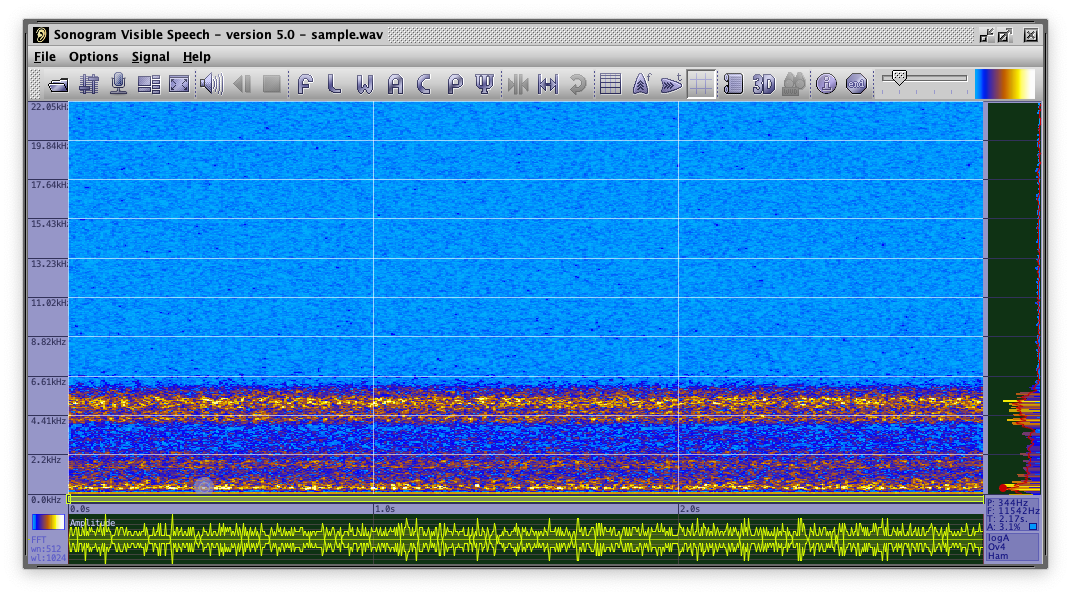 Sonogram Visible Speech - version 5.0 - sample.wav
File Options Signal Help
F L W A C P Ψ f t 3D i end
22.05kHz
19.84kHz
17.64kHz
15.43kHz
13.23kHz
11.02kHz
8.82kHz
6.61kHz
4.41kHz
2.2kHz
0.0kHz
0.0s 1.0s 2.0s
Amplitude
FFT
wn:512
wl:1024
P: 344Hz
F: 11542Hz
T: 2.17s.
A: 3.1%
logA
Ov4
Ham